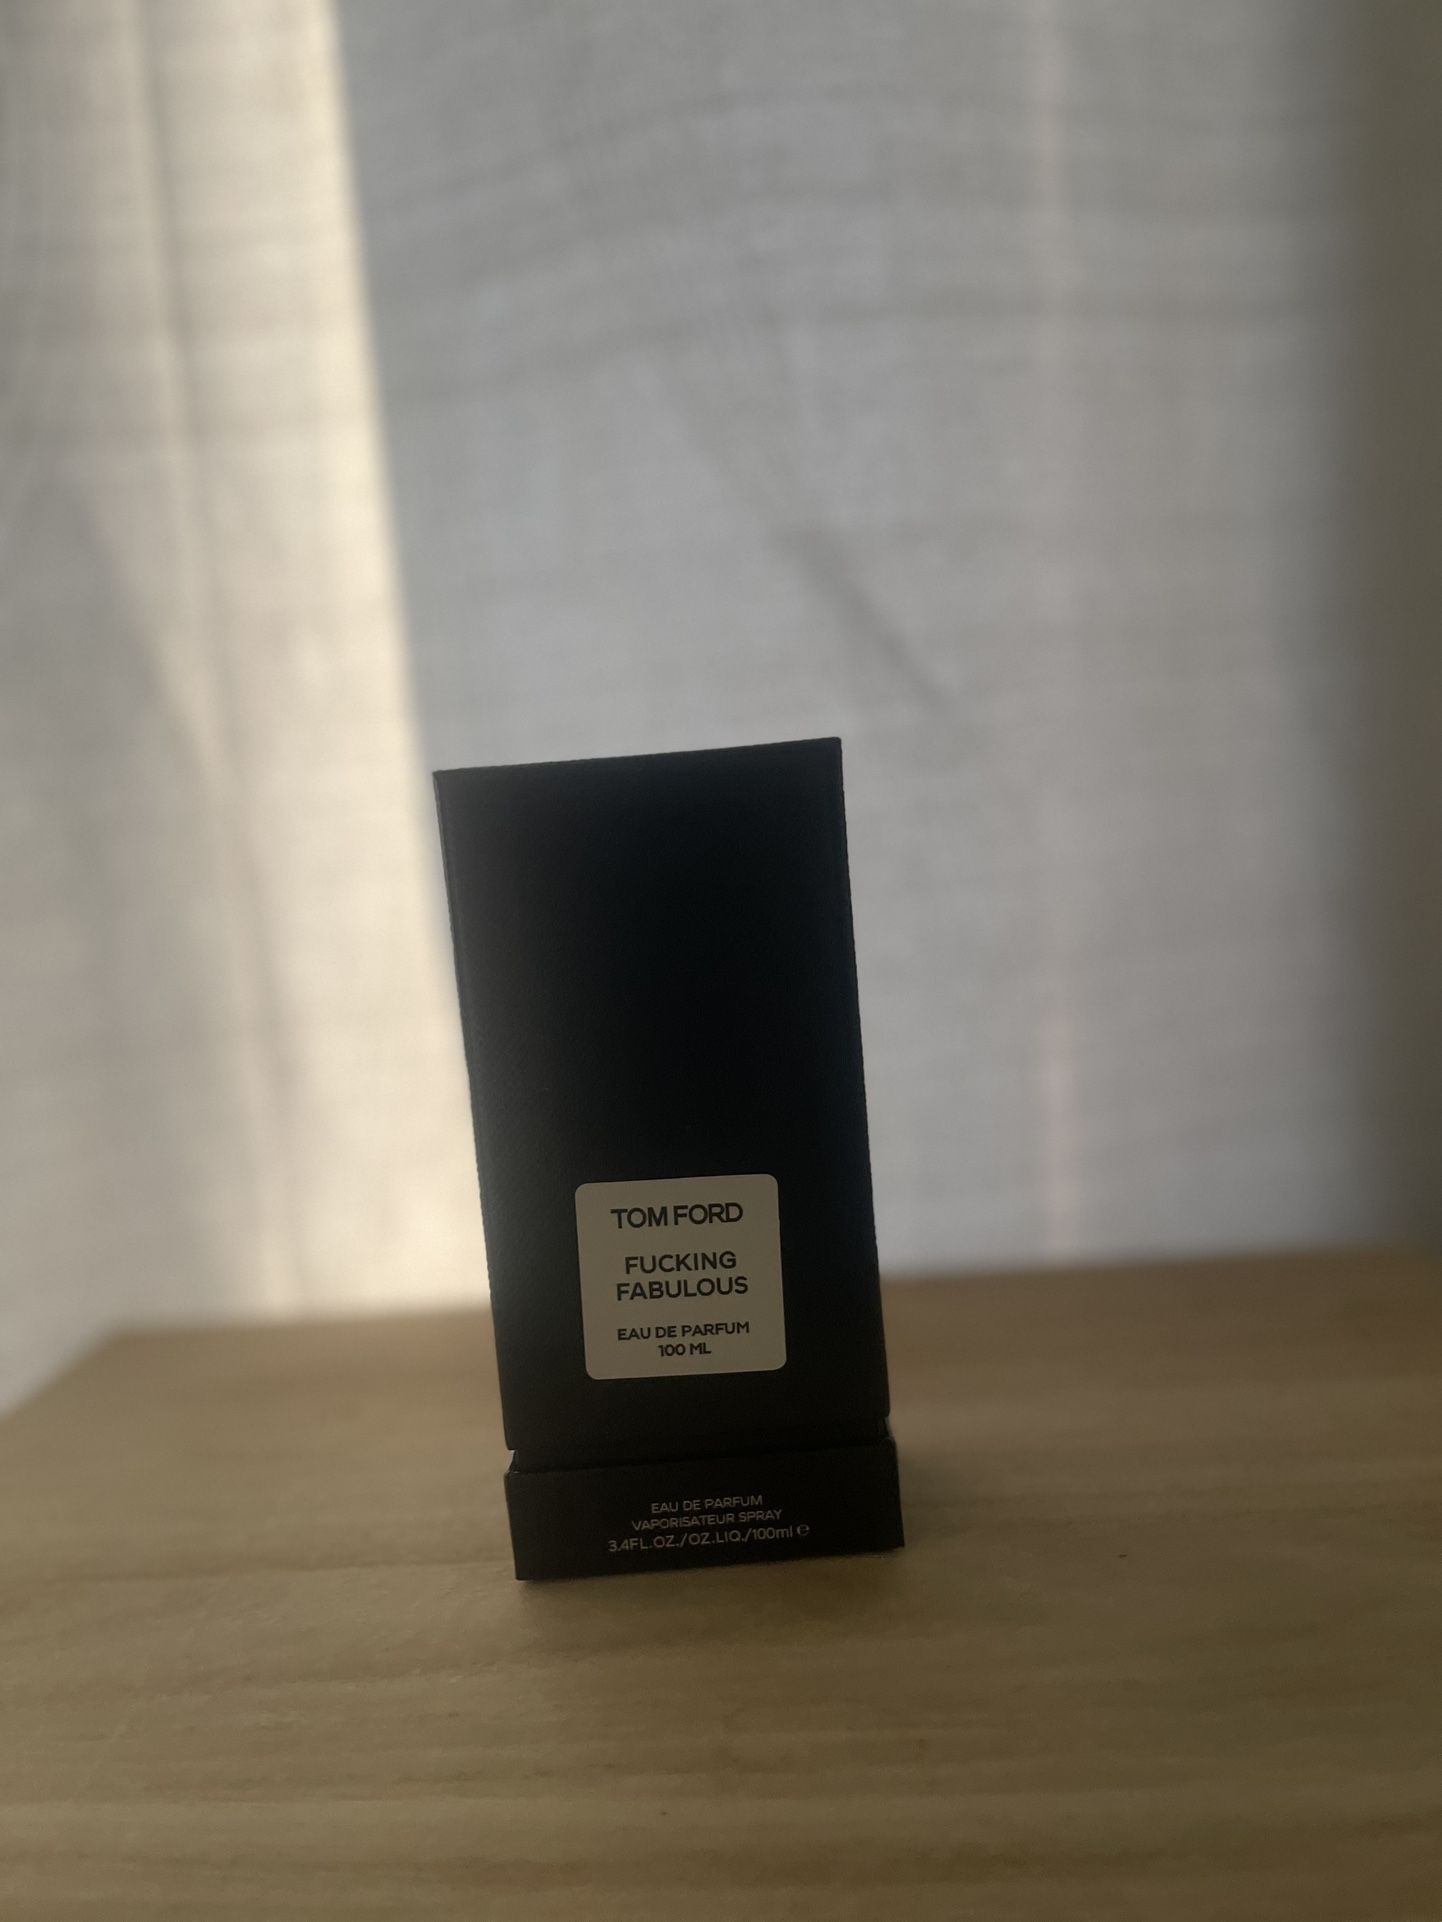 TOM FORD
FUCKING
FABULOUS
EAU DE PARFUM
100 ML
EAU DE PARFUM
VAPORISATEUR SPRAY
3.4FL.OZ./OZ.LIQ./100ml ℮